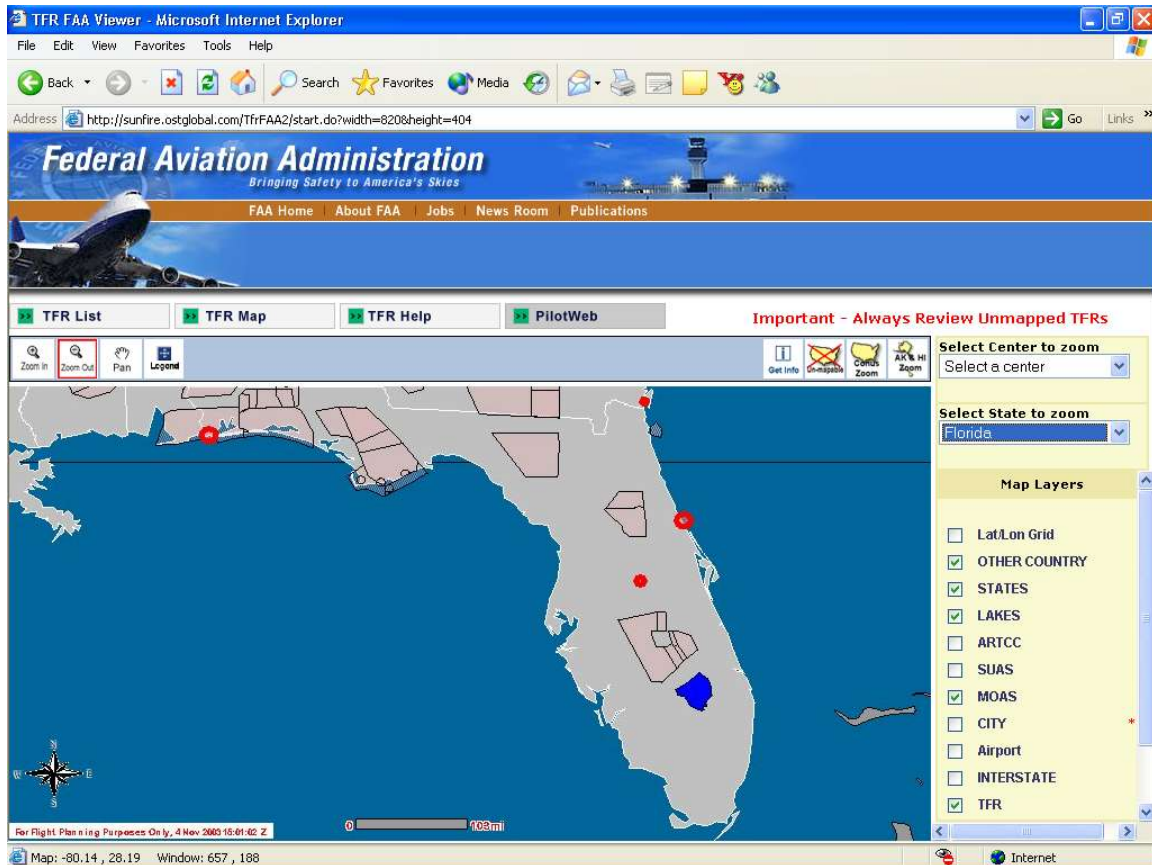 TFR FAA Viewer - Microsoft Internet Explorer
File Edit View Favorites Tools Help
Back Search Favorites Media
Address http://sunfire.ostglobal.com/TfrFAA2/start.do?width=820&height=404 Go Links »
Federal Aviation Administration
Bringing Safety to America's Skies
FAA Home | About FAA | Jobs | News Room | Publications
TFR List TFR Map TFR Help PilotWeb Important - Always Review Unmapped TFRs
Zoom In Zoom Out Pan Legend Get Info Un-mapable Conus Zoom AK & HI Zoom
Select Center to zoom
Select a center
Select State to zoom
Florida
Map Layers
Lat/Lon Grid
OTHER COUNTRY
STATES
LAKES
ARTCC
SUAS
MOAS
CITY *
Airport
INTERSTATE
TFR
N
W E
S
For Flight Planning Purposes Only, 4 Nov 2003 15:01:02 Z
0 102mi
Map: -80.14 , 28.19 Window: 657 , 188 Internet